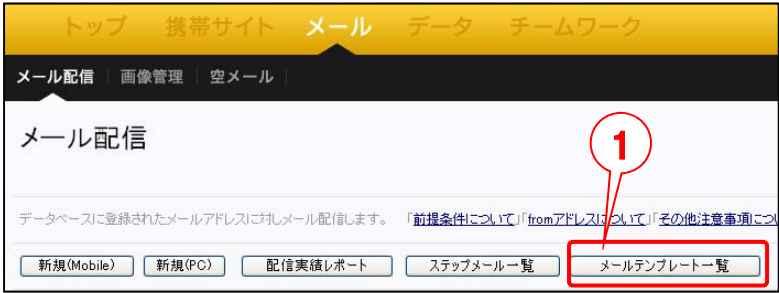 トップ 携帯サイト メール データ チームワーク
メール配信 画像管理 空メール
メール配信
1
データベースに登録されたメールアドレスに対しメール配信します。 「前提条件について」「fromアドレスについて」「その他注意事項につ
新規(Mobile) 新規(PC) 配信実績レポート ステップメール一覧 メールテンプレート一覧